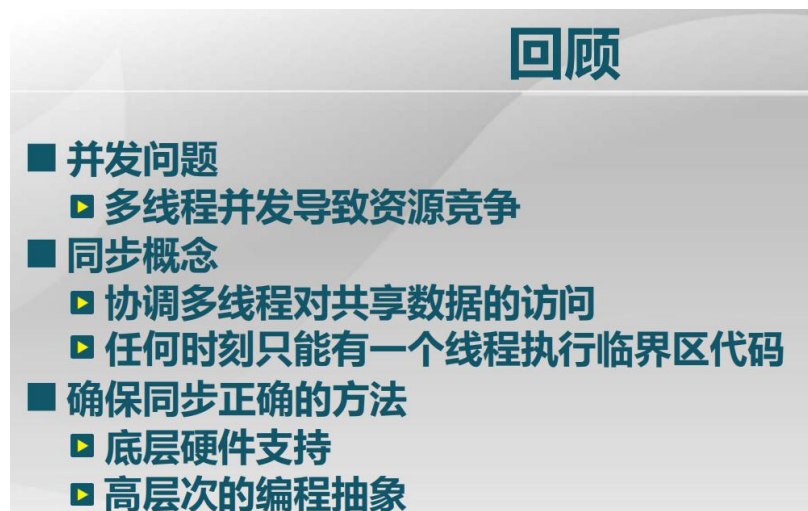 回顾
并发问题
多线程并发导致资源竞争
同步概念
协调多线程对共享数据的访问
任何时刻只能有一个线程执行临界区代码
确保同步正确的方法
底层硬件支持
高层次的编程抽象